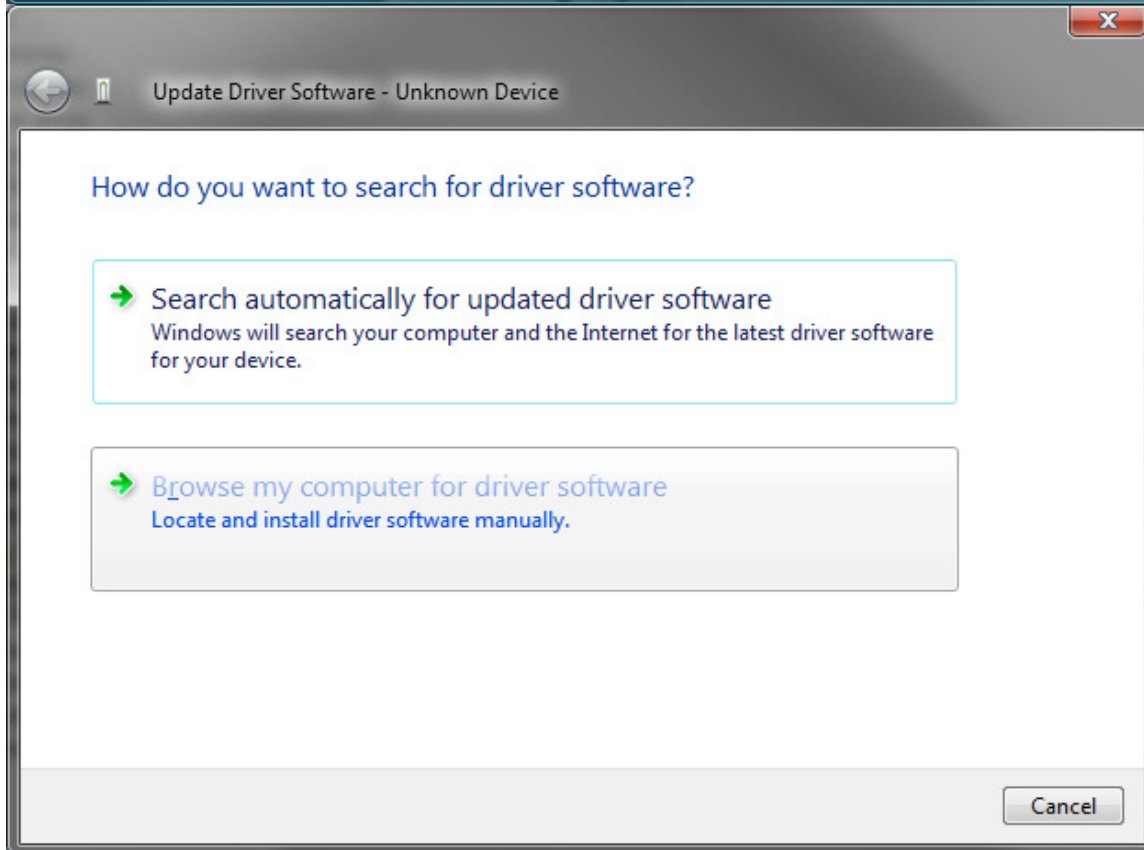 Update Driver Software - Unknown Device
How do you want to search for driver software?
Search automatically for updated driver software
Windows will search your computer and the Internet for the latest driver software
for your device.
Browse my computer for driver software
Locate and install driver software manually.
Cancel